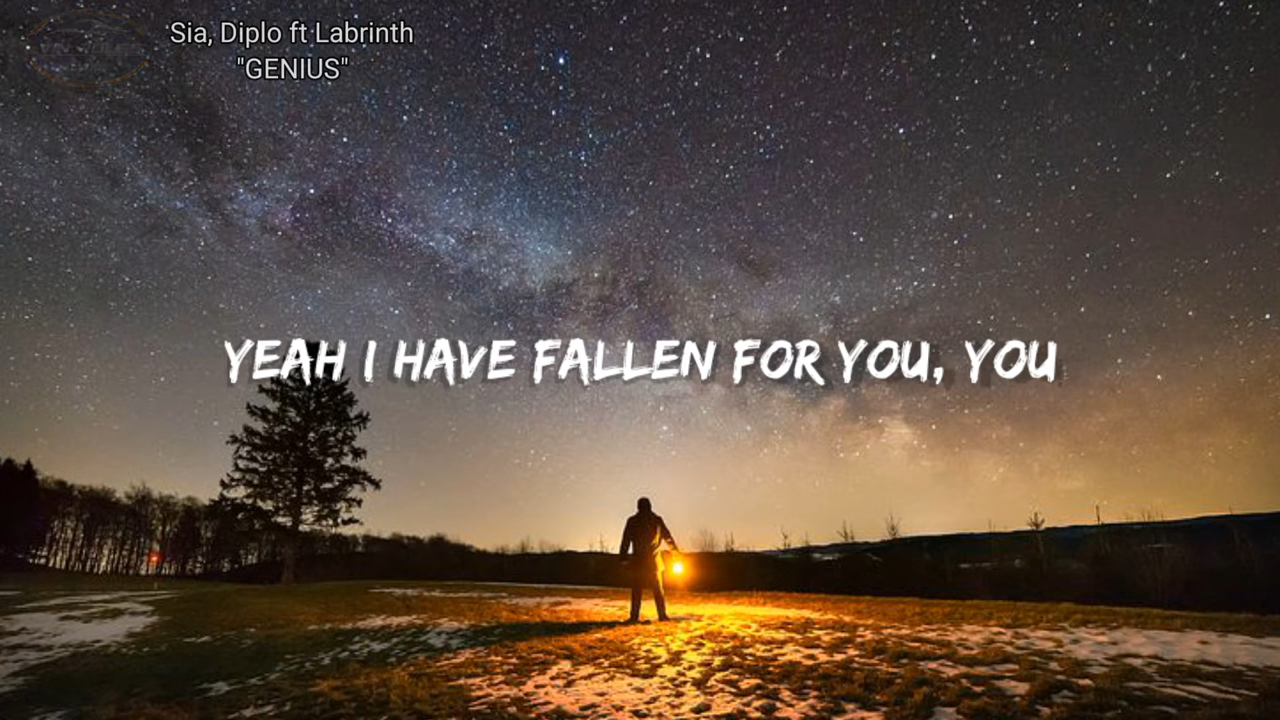 Sia, Diplo ft Labrinth
"GENIUS"
YEAH I HAVE FALLEN FOR YOU, YOU